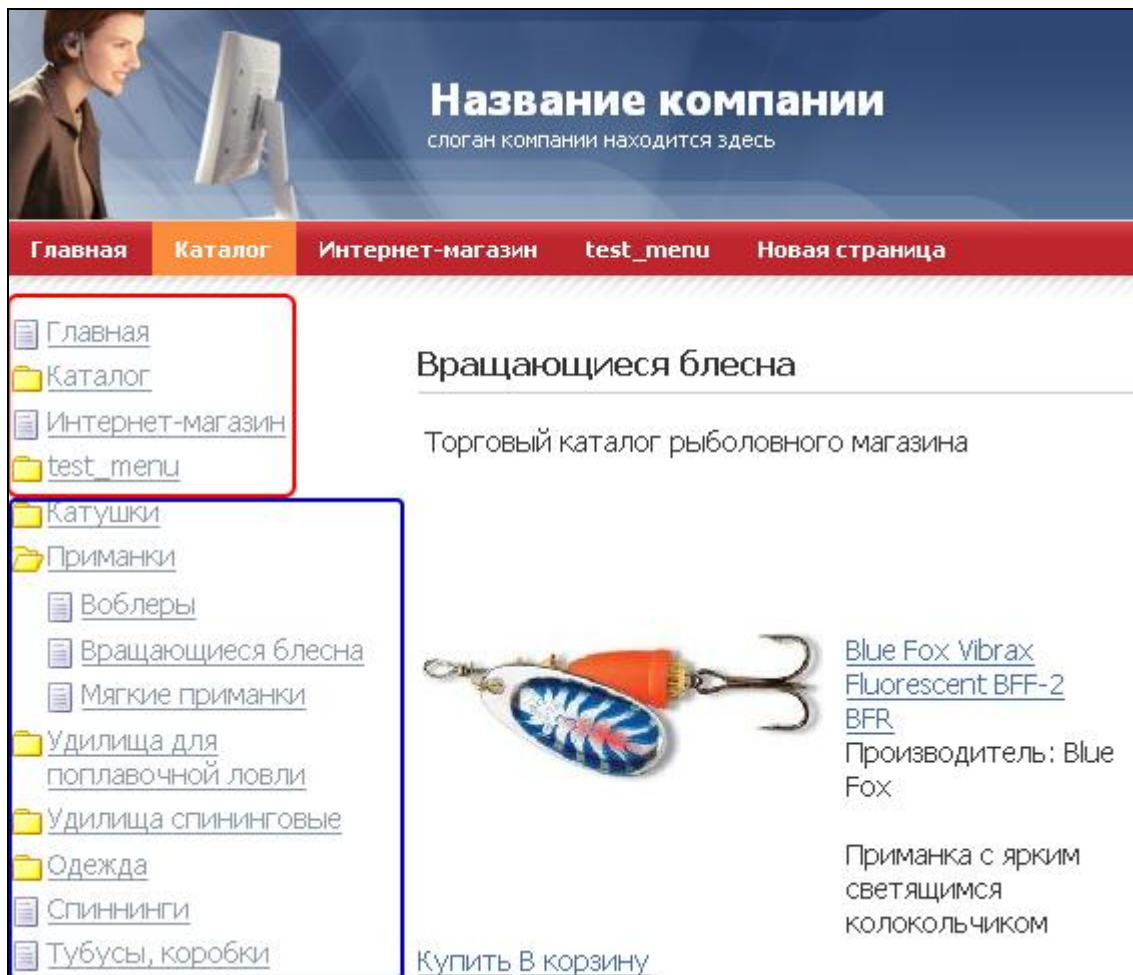 Название компании
слоган компании находится здесь
Главная Каталог Интернет-магазин test_menu Новая страница
Главная
Каталог
Интернет-магазин
test_menu
Катушки
Приманки
Воблеры
Вращающиеся блесна
Мягкие приманки
Удилища для
поплавочной ловли
Удилища спининговые
Одежда
Спиннинги
Тубусы, коробки
Вращающиеся блесна
Торговый каталог рыболовного магазина
Blue Fox Vibrax
Fluorescent BFF-2
BFR
Производитель: Blue
Fox
Приманка с ярким
светящимся
колокольчиком
Купить В корзину